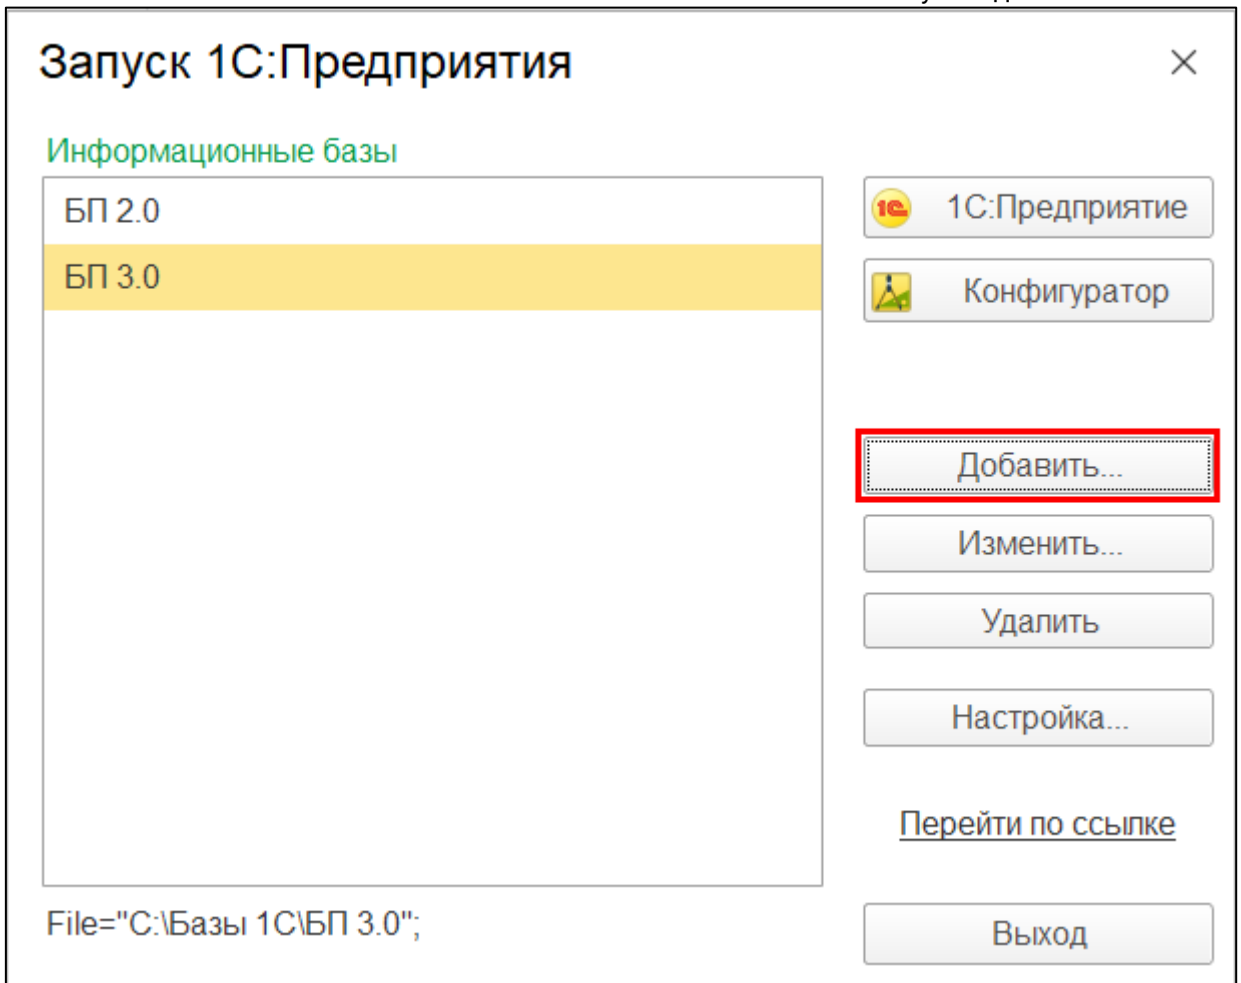 Запуск 1С:Предприятия
Информационные базы
БП 2.0
БП 3.0
1С:Предприятие
Конфигуратор
Добавить...
Изменить...
Удалить
Настройка...
Перейти по ссылке
File="C:\Базы 1С\БП 3.0";
Выход